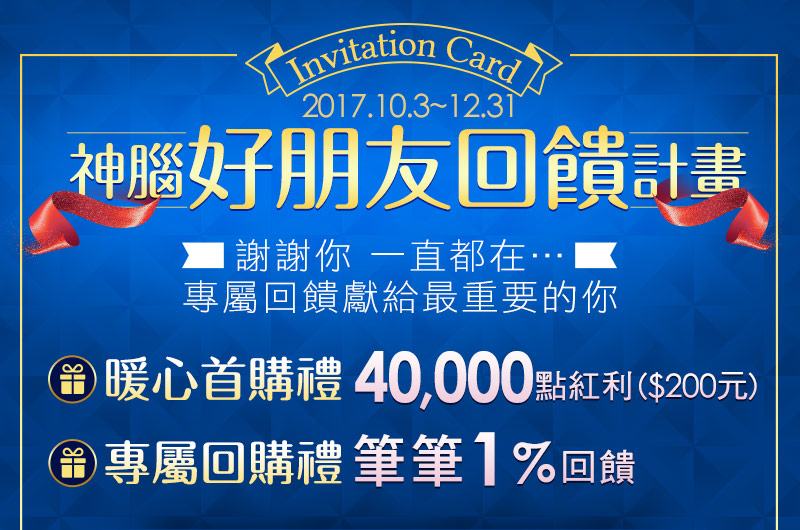 Invitation Card
2017.10.3~12.31
神腦好朋友回饋計畫
謝謝你 一直都在…
專屬回饋獻給最重要的你
暖心首購禮 40,000點紅利($200元)
專屬回購禮 筆筆1%回饋